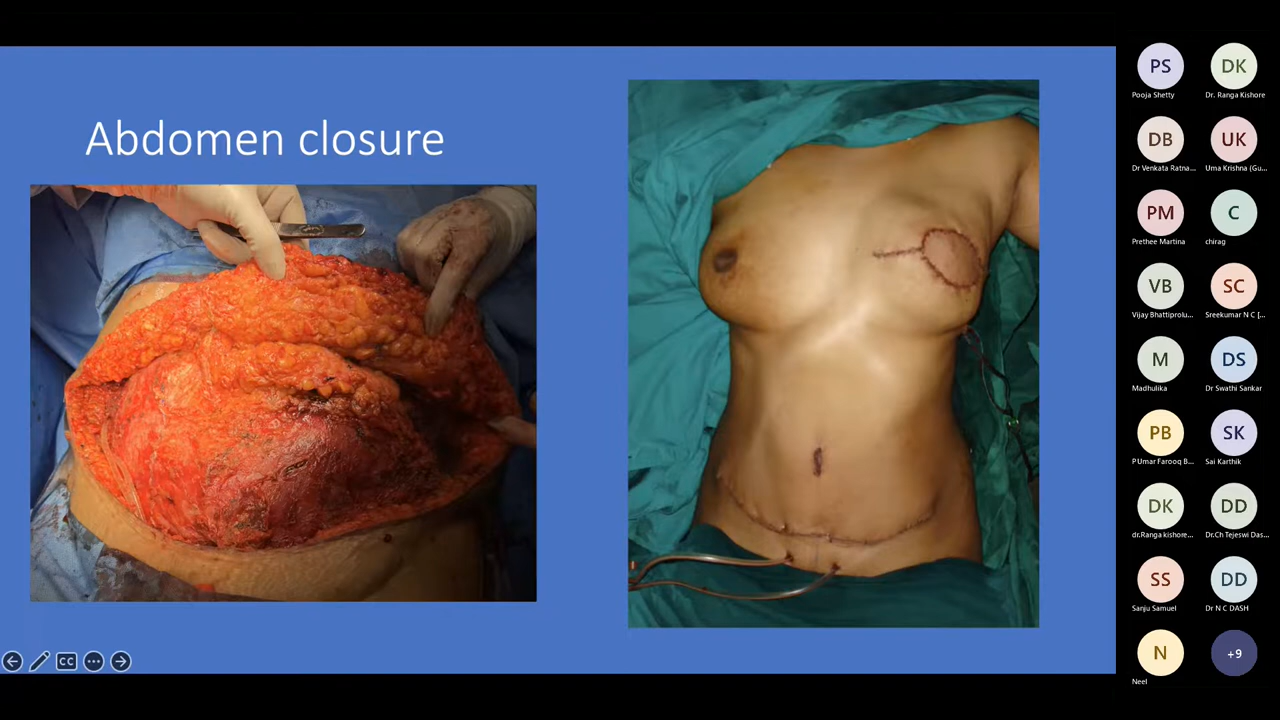 Abdomen closure
PS
DK
Pooja Shetty
Dr. Ranga Kishore
DB
UK
Dr Venkata Ratna...
Uma Krishna (Gu...
PM
C
Prethee Martina
chirag
VB
SC
Vijay Bhattiprolu...
Sreekumar N C [...
M
DS
Madhulika
Dr Swathi Sankar
PB
SK
P Umar Farooq B...
Sai Karthik
DK
DD
dr.Ranga kishore...
Dr.Ch Tejeswi Das...
SS
DD
Sanju Samuel
Dr N C DASH
N
+9
Neel
CC